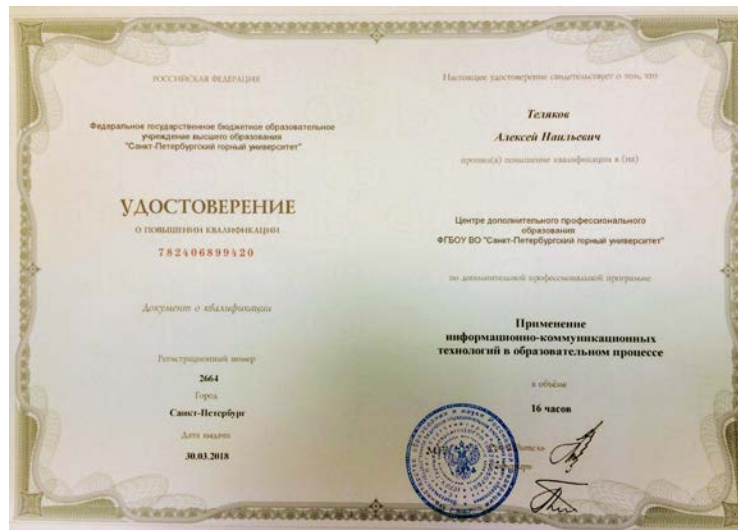 РОССИЙСКАЯ ФЕДЕРАЦИЯ
Федеральное государственное бюджетное образовательное
учреждение высшего образования
"Санкт-Петербургский горный университет"
УДОСТОВЕРЕНИЕ
О ПОВЫШЕНИИ КВАЛИФИКАЦИИ
782406899420
Документ о квалификации
Регистрационный номер
2664
Город
Санкт-Петербург
Дата выдачи
30.03.2018
Настоящее удостоверение свидетельствует о том, что
Теляков
Алексей Наильевич
прошел(а) повышение квалификации в (на)
Центре дополнительного профессионального
образования
ФГБОУ ВО "Санкт-Петербургский горный университет"
по дополнительной профессиональной программе
Применение
информационно-коммуникационных
технологий в образовательном процессе
в объёме
16 часов